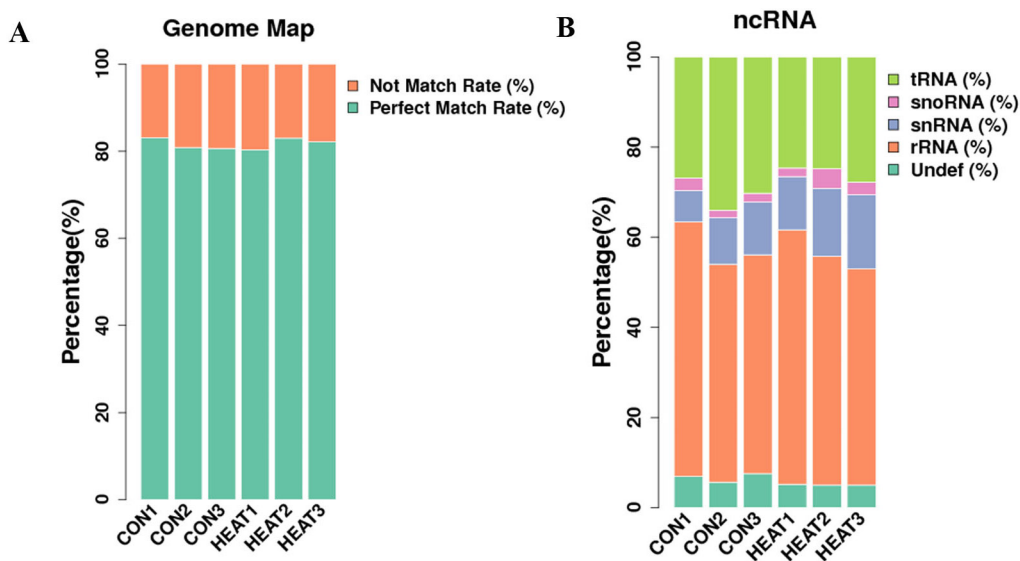 A
Genome Map
Percentage(%)
100
80
60
40
20
0
CON1
CON2
CON3
HEAT1
HEAT2
HEAT3
Not Match Rate (%)
Perfect Match Rate (%)
B
ncRNA
Percentage(%)
100
80
60
40
20
0
CON1
CON2
CON3
HEAT1
HEAT2
HEAT3
tRNA (%)
snoRNA (%)
snRNA (%)
rRNA (%)
Undef (%)